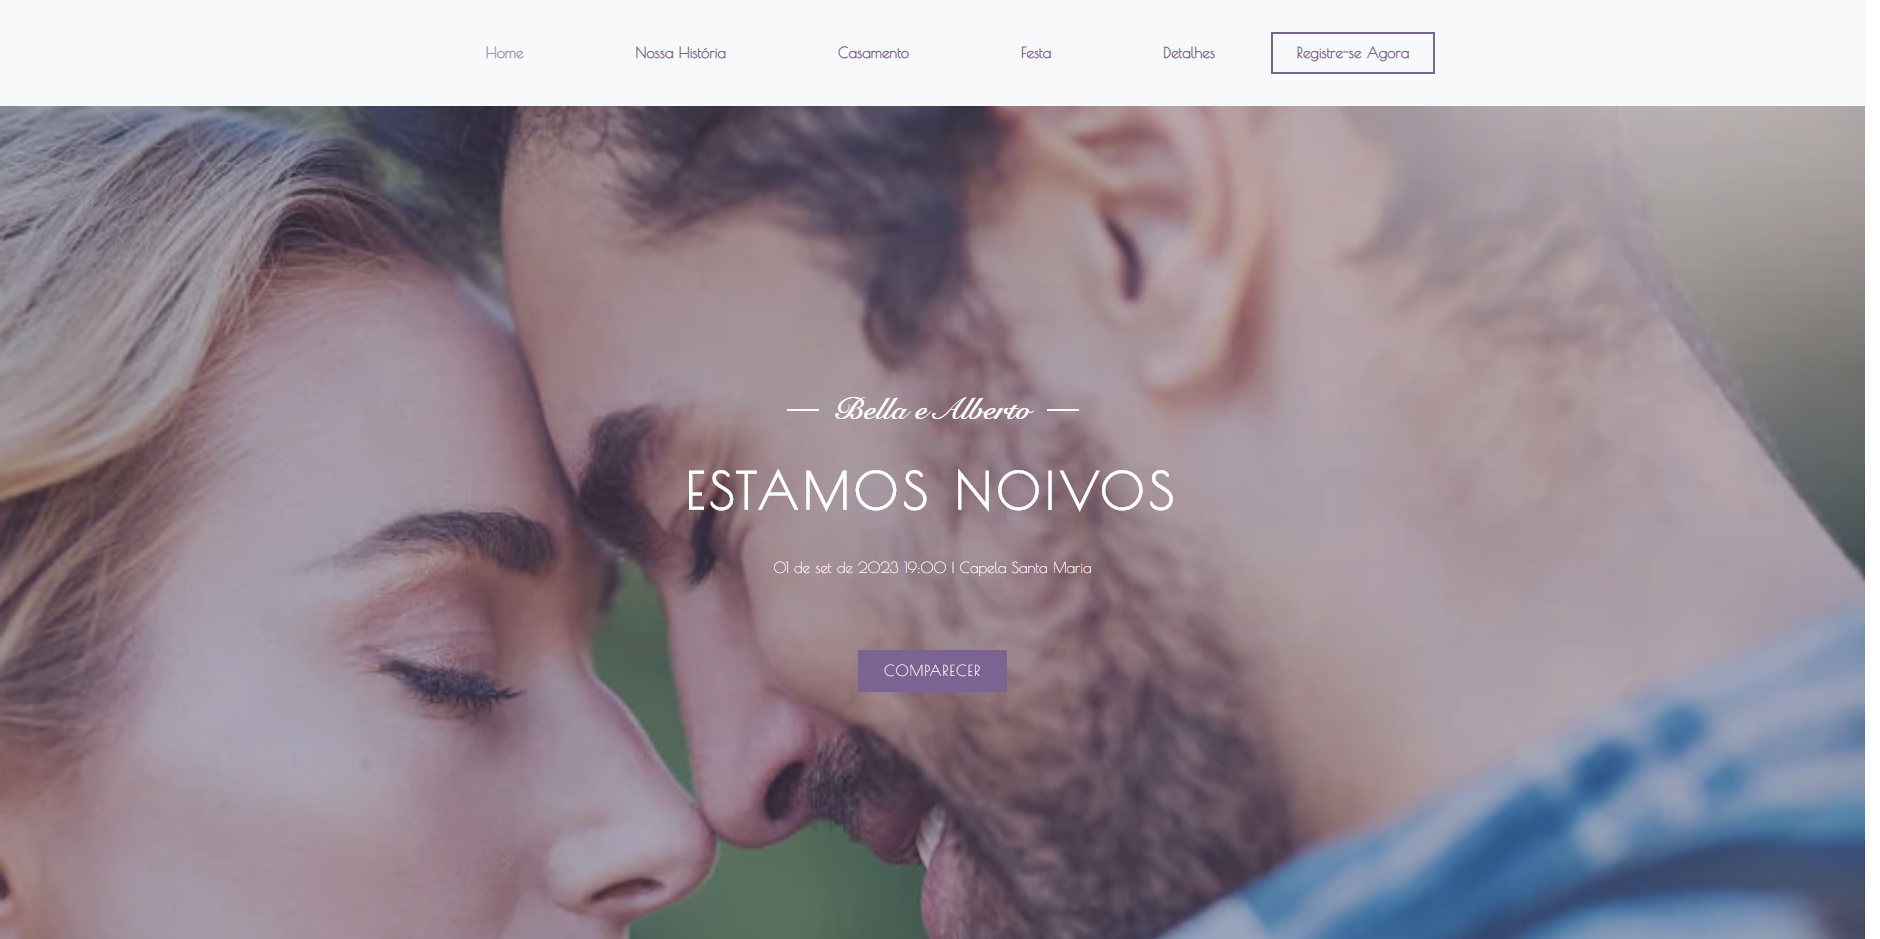 Home Nossa História Casamento Festa Detalhes Registre-se Agora
Bella e Alberto
ESTAMOS NOIVOS
01 de set de 2023 19:00 | Capela Santa Maria
COMPARECER